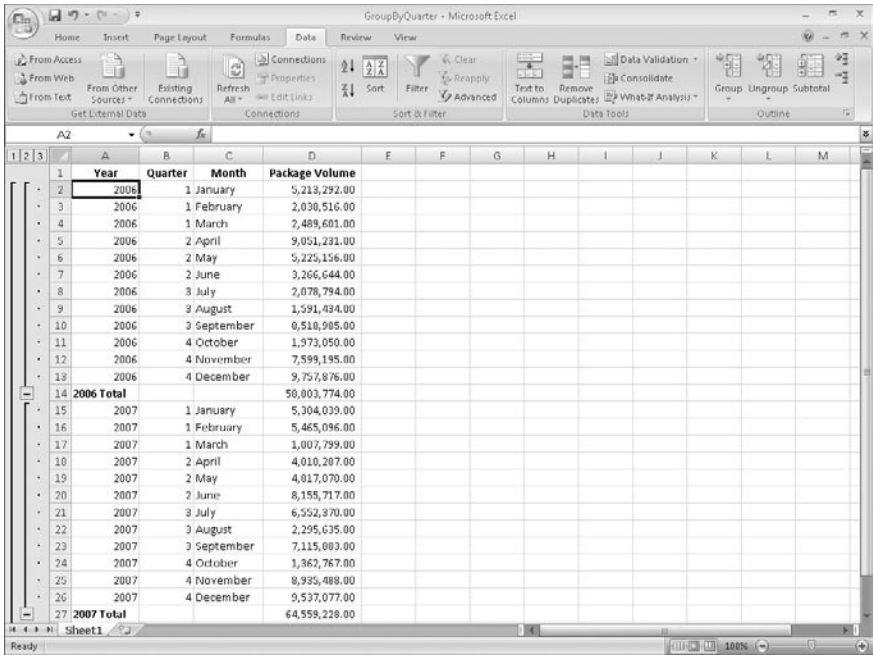 GroupByQuarter - Microsoft Excel
Home Insert Page Layout Formulas Data Review View
From Access
From Web
From Text
From Other Sources
Existing Connections
Get External Data
Refresh All
Connections
Properties
Edit Links
Connections
Sort
Filter
Clear
Reapply
Advanced
Sort & Filter
Text to Columns
Remove Duplicates
Data Validation
Consolidate
What-If Analysis
Data Tools
Group Ungroup Subtotal
Outline
A2 fx
1 2 3 A B C D E F G H I J K L M
1 Year Quarter Month Package Volume
2 2006 1 January 5,213,292.00
3 2006 1 February 2,038,516.00
4 2006 1 March 2,489,601.00
5 2006 2 April 9,051,231.00
6 2006 2 May 5,225,156.00
7 2006 2 June 3,266,644.00
8 2006 3 July 2,078,794.00
9 2006 3 August 1,591,434.00
10 2006 3 September 8,518,985.00
11 2006 4 October 1,973,050.00
12 2006 4 November 7,599,195.00
13 2006 4 December 9,757,876.00
14 2006 Total 58,803,774.00
15 2007 1 January 5,304,039.00
16 2007 1 February 5,465,096.00
17 2007 1 March 1,007,799.00
18 2007 2 April 4,010,287.00
19 2007 2 May 4,817,070.00
20 2007 2 June 8,155,717.00
21 2007 3 July 6,552,370.00
22 2007 3 August 2,295,635.00
23 2007 3 September 7,115,883.00
24 2007 4 October 1,362,767.00
25 2007 4 November 8,935,488.00
26 2007 4 December 9,537,077.00
27 2007 Total 64,559,228.00
Sheet1
Ready 100%